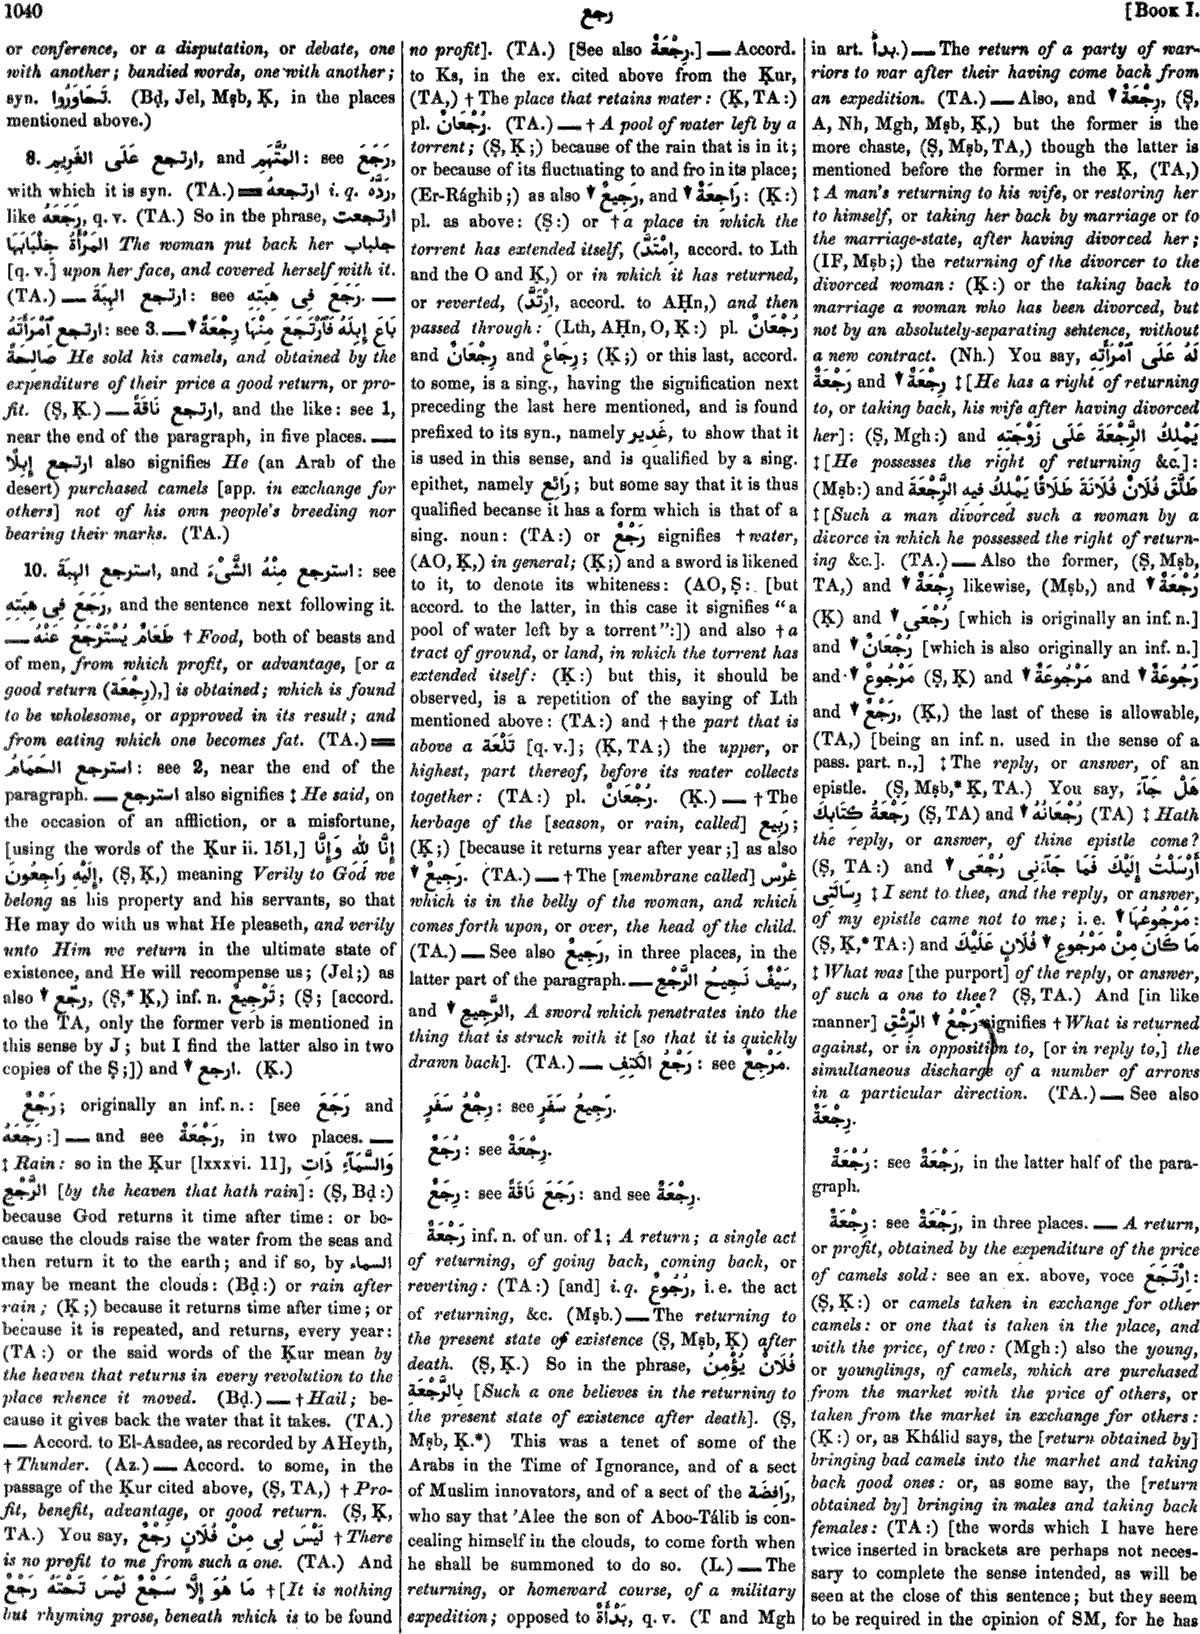 1040
رجع
[BOOK I.
or conference, or a disputation, or debate, one
with another; bandied words, one with another;
syn. تَحَاوَرُوا. (Bḍ, Jel, Mṣb, Ḳ, in the places
mentioned above.)
8. ارتجع عَلَى الغَرِيمِ, and المُتَّهَمِ: see رَجَعَ,
with which it is syn. (TA.) ══ ارتجعهُ i. q. رَدَّهُ,
like رَجَعَهُ, q. v. (TA.) So in the phrase, ارتجعت
المَرْأَةُ جِلْبَابَهَا The woman put back her جلباب
[q. v.] upon her face, and covered herself with it.
(TA.) — ارتجع الهِبَةَ: see رَجَعَ فِى هِبَتِهِ. —
ارتجع ٱمْرَأَتَهُ: see 3. — بَاعَ إِبِلَهُ فَٱرْتَجَعَ مِنْهَا رِجْعَةً ▼
صَالِحَةً He sold his camels, and obtained by the
expenditure of their price a good return, or pro-
fit. (Ṣ, Ḳ.) — ارتجع نَاقَةً, and the like: see 1,
near the end of the paragraph, in five places. —
ارتجع إِبِلًا also signifies He (an Arab of the
desert) purchased camels [app. in exchange for
others] not of his own people's breeding nor
bearing their marks. (TA.)
10. استرجع الهِبَةَ, and استرجع مِنْهُ الشَّىْءَ: see
رَجَعَ فِى هِبَتِهِ, and the sentence next following it.
— طَعَامٌ يُسْتَرْجَعُ عَنْهُ † Food, both of beasts and
of men, from which profit, or advantage, [or a
good return (رِجْعَة),] is obtained; which is found
to be wholesome, or approved in its result; and
from eating which one becomes fat. (TA.) ══
استرجع الحَمَامُ: see 2, near the end of the
paragraph. — استرجع also signifies ‡ He said, on
the occasion of an affliction, or a misfortune,
[using the words of the Ḳur ii. 151,] إِنَّا لِلّٰهِ وَإِنَّا
إِلَيْهِ رَاجِعُونَ, (Ṣ, Ḳ,) meaning Verily to God we
belong as his property and his servants, so that
He may do with us what He pleaseth, and verily
unto Him we return in the ultimate state of
existence, and He will recompense us; (Jel;) as
also ▼ رَجَّعَ, (Ṣ,* Ḳ,) inf. n. تَرْجِيعٌ; (Ṣ; [accord.
to the TA, only the former verb is mentioned in
this sense by J; but I find the latter also in two
copies of the Ṣ;]) and ▼ ارجع. (Ḳ.)
رَجْعٌ; originally an inf. n.: [see رَجَعَ and
رَجَعَهُ:] — and see رَجْعَةٌ, in two places. —
‡ Rain: so in the Ḳur [lxxxvi. 11], وَالسَّمَآءِ ذَاتِ
الرَّجْعِ [by the heaven that hath rain]: (Ṣ, Bḍ:)
because God returns it time after time: or be-
cause the clouds raise the water from the seas and
then return it to the earth; and if so, by السماء
may be meant the clouds: (Bḍ:) or rain after
rain; (Ḳ;) because it returns time after time; or
because it is repeated, and returns, every year:
(TA:) or the said words of the Ḳur mean by
the heaven that returns in every revolution to the
place whence it moved. (Bḍ.) — † Hail; be-
cause it gives back the water that it takes. (TA.)
— Accord. to El-Asadee, as recorded by AHeyth,
† Thunder. (Az.) — Accord. to some, in the
passage of the Ḳur cited above, (Ṣ, TA,) † Pro-
fit, benefit, advantage, or good return. (Ṣ, Ḳ,
TA.) You say, لَيْسَ لِى مِنْ فُلَانٍ رَجْعٌ † There
is no profit to me from such a one. (TA.) And
مَا هُوَ إِلَّا سَجْعٌ لَيْسَ تَحْتَهُ رَجْعٌ † [It is nothing
but rhyming prose, beneath which is to be found
no profit]. (TA.) [See also رِجْعَةٌ.] — Accord.
to Ks, in the ex. cited above from the Ḳur,
(TA,) † The place that retains water: (Ḳ, TA:)
pl. رُجْعَانٌ. (TA.) — † A pool of water left by a
torrent; (Ṣ, Ḳ;) because of the rain that is in it;
or because of its fluctuating to and fro in its place;
(Er-Rághib;) as also ▼ رَجِيعٌ, and ▼ رَاجِعَةٌ: (Ḳ:)
pl. as above: (Ṣ:) or † a place in which the
torrent has extended itself, (امْتَدَّ, accord. to Lth
and the O and Ḳ,) or in which it has returned,
or reverted, (ارْتَدَّ, accord. to AḤn,) and then
passed through: (Lth, AḤn, O, Ḳ:) pl. رُجْعَانٌ
and رِجْعَانٌ and رِجَاعٌ; (Ḳ;) or this last, accord.
to some, is a sing., having the signification next
preceding the last here mentioned, and is found
prefixed to its syn., namely غَدِير, to show that it
is used in this sense, and is qualified by a sing.
epithet, namely رَائِع; but some say that it is thus
qualified because it has a form which is that of a
sing. noun: (TA:) or رَجْعٌ signifies † water,
(AO, Ḳ,) in general; (Ḳ;) and a sword is likened
to it, to denote its whiteness: (AO, Ṣ: [but
accord. to the latter, in this case it signifies "a
pool of water left by a torrent":]) and also † a
tract of ground, or land, in which the torrent has
extended itself: (Ḳ:) but this, it should be
observed, is a repetition of the saying of Lth
mentioned above: (TA:) and † the part that is
above a تَلْعَة [q. v.]; (Ḳ, TA;) the upper, or
highest, part thereof, before its water collects
together: (TA:) pl. رُجْعَانٌ. (Ḳ.) — † The
herbage of the [season, or rain, called] رَبِيع;
(Ḳ;) [because it returns year after year;] as also
▼ رَجِيعٌ. (TA.) — † The [membrane called] غِرْس
which is in the belly of the woman, and which
comes forth upon, or over, the head of the child.
(TA.) — See also رَجِيعٌ, in three places, in the
latter part of the paragraph. — سَيْفٌ نَجِيحُ الرَّجْعِ,
and ▼ الرَّجِيعِ, A sword which penetrates into the
thing that is struck with it [so that it is quickly
drawn back]. (TA.) — رَجْعُ الكَتِفِ: see مَرْجِعٌ.
رِجْعُ سَفَرٍ: see رَجِيعُ سَفَرٍ.
رُجَعٌ: see رِجْعَةٌ.
رِجَعٌ: see رَجَعَ نَاقَةً: and see رِجْعَةٌ.
رَجْعَةٌ inf. n. of un. of 1; A return; a single act
of returning, of going back, coming back, or
reverting: (TA:) [and] i. q. رُجُوعٌ, i. e. the act
of returning, &c. (Mṣb.) — The returning to
the present state of existence (Ṣ, Mṣb, Ḳ) after
death. (Ṣ, Ḳ.) So in the phrase, فُلَانٌ يُؤْمِنُ
بِالرَّجْعَةِ [Such a one believes in the returning to
the present state of existence after death]. (Ṣ,
Mṣb, Ḳ.*) This was a tenet of some of the
Arabs in the Time of Ignorance, and of a sect
of Muslim innovators, and of a sect of the رَافِضَة,
who say that 'Alee the son of Aboo-Tálib is con-
cealing himself in the clouds, to come forth when
he shall be summoned to do so. (L.) — The
returning, or homeward course, of a military
expedition; opposed to بَدْأَةٌ, q. v. (T and Mgh
in art. بدأ.) — The return of a party of war-
riors to war after their having come back from
an expedition. (TA.) — Also, and ▼ رِجْعَةٌ, (Ṣ,
A, Nh, Mgh, Mṣb, Ḳ,) but the former is the
more chaste, (Ṣ, Mṣb, TA,) though the latter is
mentioned before the former in the Ḳ, (TA,)
‡ A man's returning to his wife, or restoring her
to himself, or taking her back by marriage or to
the marriage-state, after having divorced her;
(IF, Mṣb;) the returning of the divorcer to the
divorced woman: (Ḳ:) or the taking back to
marriage a woman who has been divorced, but
not by an absolutely-separating sentence, without
a new contract. (Nh.) You say, لَهُ عَلَى ٱمْرَأَتِهِ
رَجْعَةٌ and ▼ رِجْعَةٌ ‡ [He has a right of returning
to, or taking back, his wife after having divorced
her]: (Ṣ, Mgh:) and يَمْلِكُ الرَّجْعَةَ عَلَى زَوْجَتِهِ
‡ [He possesses the right of returning &c.]:
(Mṣb:) and طَلَّقَ فُلَانٌ فُلَانَةَ طَلَاقًا يَمْلِكُ فِيهِ الرَّجْعَةَ
‡ [Such a man divorced such a woman by a
divorce in which he possessed the right of return-
ing &c.]. (TA.) — Also the former, (Ṣ, Mṣb,
TA,) and ▼ رِجْعَةٌ likewise, (Mṣb,) and ▼ رُجْعَةٌ
(Ḳ) and ▼ رُجْعَى [which is originally an inf. n.]
and ▼ رُجْعَانٌ [which is also originally an inf. n.]
and ▼ مَرْجُوعٌ (Ṣ, Ḳ) and ▼ مَرْجُوعَةٌ and ▼ رَجُوعَةٌ
and ▼ رَجْعٌ, (Ḳ,) the last of these is allowable,
(TA,) [being an inf. n. used in the sense of a
pass. part. n.,] ‡ The reply, or answer, of an
epistle. (Ṣ, Mṣb,* Ḳ, TA.) You say, هَلْ جَآءَ
رَجْعَةُ كِتَابِكَ (Ṣ, TA) and ▼ رُجْعَانُهُ (TA) ‡ Hath
the reply, or answer, of thine epistle come?
(Ṣ, TA:) and أَرْسَلْتُ إِلَيْكَ فَمَا جَآءَنِى رُجْعَى ▼
رِسَالَتِى ‡ I sent to thee, and the reply, or answer,
of my epistle came not to me; i. e. ▼ مَرْجُوعُهَا:
(Ṣ, Ḳ,* TA:) and مَا كَانَ مِنْ مَرْجُوعِ ▼ فُلَانٍ عَلَيْكَ
‡ What was [the purport] of the reply, or answer,
of such a one to thee? (Ṣ, TA.) And [in like
manner] رَجْعُ ▼ الرِّشْقِ signifies † What is returned
against, or in opposition to, [or in reply to,] the
simultaneous discharge of a number of arrows
in a particular direction. (TA.) — See also
رِجْعَةٌ.
رُجْعَةٌ: see رَجْعَةٌ, in the latter half of the para-
graph.
رِجْعَةٌ: see رَجْعَةٌ, in three places. — A return,
or profit, obtained by the expenditure of the price
of camels sold: see an ex. above, voce ارْتَجَعَ:
(Ṣ, Ḳ:) or camels taken in exchange for other
camels: or one that is taken in the place, and
with the price, of two: (Mgh:) also the young,
or younglings, of camels, which are purchased
from the market with the price of others, or
taken from the market in exchange for others:
(Ḳ:) or, as Khálid says, the [return obtained by]
bringing bad camels into the market and taking
back good ones: or, as some say, the [return
obtained by] bringing in males and taking back
females: (TA:) [the words which I have here
twice inserted in brackets are perhaps not neces-
sary to complete the sense intended, as will be
seen at the close of this sentence; but they seem
to be required in the opinion of SM, for he has